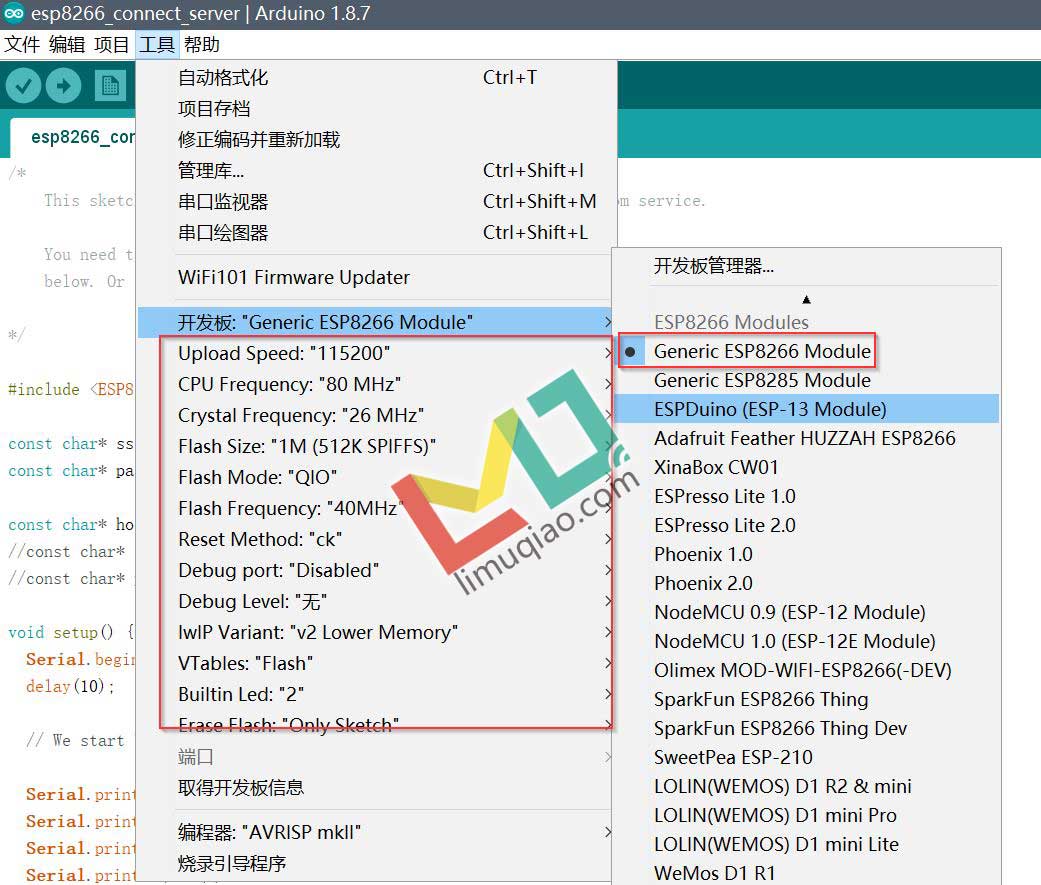 esp8266_connect_server | Arduino 1.8.7
文件 编辑 项目 工具 帮助
esp8266_con
自动格式化 Ctrl+T
项目存档
修正编码并重新加载
管理库... Ctrl+Shift+I
串口监视器 Ctrl+Shift+M
串口绘图器 Ctrl+Shift+L
WiFi101 Firmware Updater
开发板: "Generic ESP8266 Module"
Upload Speed: "115200"
CPU Frequency: "80 MHz"
Crystal Frequency: "26 MHz"
Flash Size: "1M (512K SPIFFS)"
Flash Mode: "QIO"
Flash Frequency: "40MHz"
Reset Method: "ck"
Debug port: "Disabled"
Debug Level: "无"
IwIP Variant: "v2 Lower Memory"
VTables: "Flash"
Builtin Led: "2"
Erase Flash: "Only Sketch"
端口
取得开发板信息
编程器: "AVRISP mkII"
烧录引导程序
开发板管理器...
ESP8266 Modules
Generic ESP8266 Module
Generic ESP8285 Module
ESPDuino (ESP-13 Module)
Adafruit Feather HUZZAH ESP8266
XinaBox CW01
ESPresso Lite 1.0
ESPresso Lite 2.0
Phoenix 1.0
Phoenix 2.0
NodeMCU 0.9 (ESP-12 Module)
NodeMCU 1.0 (ESP-12E Module)
Olimex MOD-WIFI-ESP8266(-DEV)
SparkFun ESP8266 Thing
SparkFun ESP8266 Thing Dev
SweetPea ESP-210
LOLIN(WEMOS) D1 R2 & mini
LOLIN(WEMOS) D1 mini Pro
LOLIN(WEMOS) D1 mini Lite
WeMos D1 R1
/*
This sketc m service.
You need t
below. Or
*/
#include <ESP8
const char* ss
const char* pa
const char* ho
//const char*
//const char*
void setup() {
Serial.begin
delay(10);
// We start
Serial.print
Serial.print
Serial.print
Serial.print
limuqiao.com